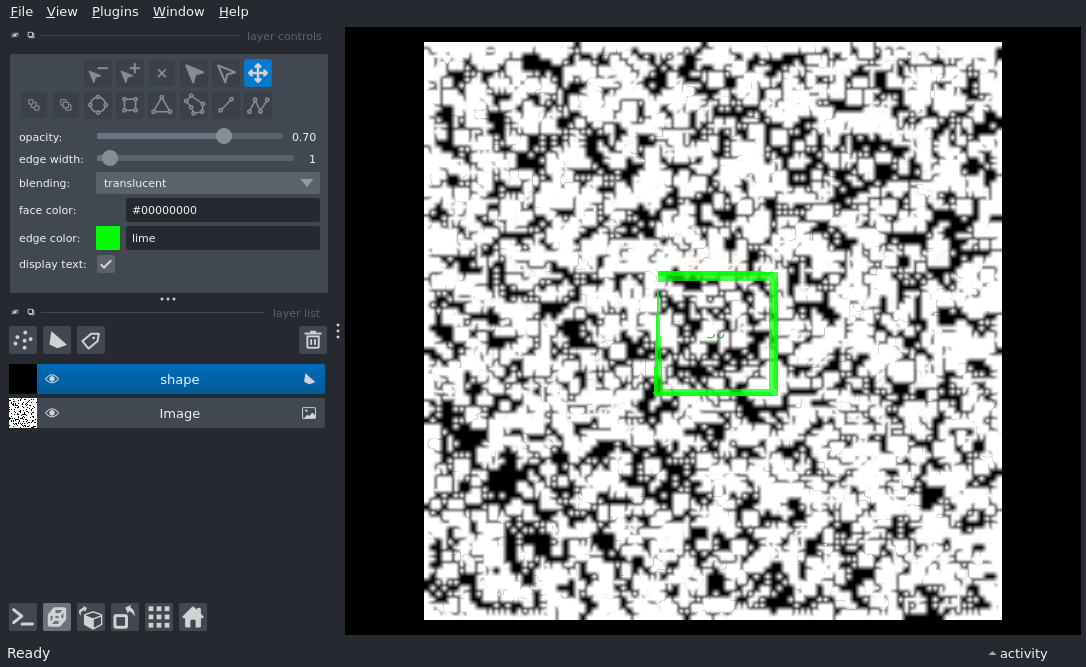 File View Plugins Window Help
layer controls
opacity: 0.70
edge width: 1
blending: translucent
face color: #00000000
edge color: lime
display text:
layer list
shape
Image
Ready
activity